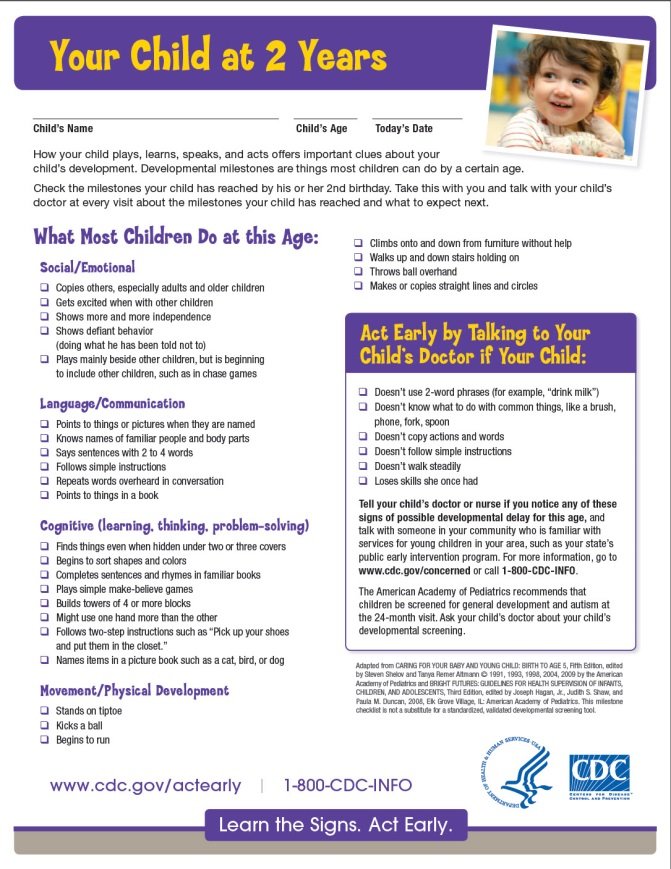 Your Child at 2 Years
Child's Name
Child's Age
Today's Date
How your child plays, learns, speaks, and acts offers important clues about your
child's development. Developmental milestones are things most children can do by a certain age.
Check the milestones your child has reached by his or her 2nd birthday. Take this with you and talk with your child's
doctor at every visit about the milestones your child has reached and what to expect next.
What Most Children Do at this Age:
Social/Emotional
Copies others, especially adults and older children
Gets excited when with other children
Shows more and more independence
Shows defiant behavior
(doing what he has been told not to)
Plays mainly beside other children, but is beginning
to include other children, such as in chase games
Language/Communication
Points to things or pictures when they are named
Knows names of familiar people and body parts
Says sentences with 2 to 4 words
Follows simple instructions
Repeats words overheard in conversation
Points to things in a book
Cognitive (learning, thinking, problem-solving)
Finds things even when hidden under two or three covers
Begins to sort shapes and colors
Completes sentences and rhymes in familiar books
Plays simple make-believe games
Builds towers of 4 or more blocks
Might use one hand more than the other
Follows two-step instructions such as "Pick up your shoes
and put them in the closet."
Names items in a picture book such as a cat, bird, or dog
Movement/Physical Development
Stands on tiptoe
Kicks a ball
Begins to run
Climbs onto and down from furniture without help
Walks up and down stairs holding on
Throws ball overhand
Makes or copies straight lines and circles
Act Early by Talking to Your
Child's Doctor if Your Child:
Doesn't use 2-word phrases (for example, "drink milk")
Doesn't know what to do with common things, like a brush,
phone, fork, spoon
Doesn't copy actions and words
Doesn't follow simple instructions
Doesn't walk steadily
Loses skills she once had
Tell your child's doctor or nurse if you notice any of these
signs of possible developmental delay for this age, and
talk with someone in your community who is familiar with
services for young children in your area, such as your state's
public early intervention program. For more information, go to
www.cdc.gov/concerned or call 1-800-CDC-INFO.
The American Academy of Pediatrics recommends that
children be screened for general development and autism at
the 24-month visit. Ask your child's doctor about your child's
developmental screening.
Adapted from CARING FOR YOUR BABY AND YOUNG CHILD: BIRTH TO AGE 5, Fifth Edition, edited
by Steven Shelov and Tanya Remer Altmann © 1991, 1993, 1998, 2004, 2009 by the American
Academy of Pediatrics and BRIGHT FUTURES: GUIDELINES FOR HEALTH SUPERVISION OF INFANTS,
CHILDREN, AND ADOLESCENTS, Third Edition, edited by Joseph Hagan, Jr., Judith S. Shaw, and
Paula M. Duncan, 2008, Elk Grove Village, IL: American Academy of Pediatrics. This milestone
checklist is not a substitute for a standardized, validated developmental screening tool.
www.cdc.gov/actearly | 1-800-CDC-INFO
DEPARTMENT OF HEALTH & HUMAN SERVICES USA
CDC
CENTERS FOR DISEASE
CONTROL AND PREVENTION
Learn the Signs. Act Early.